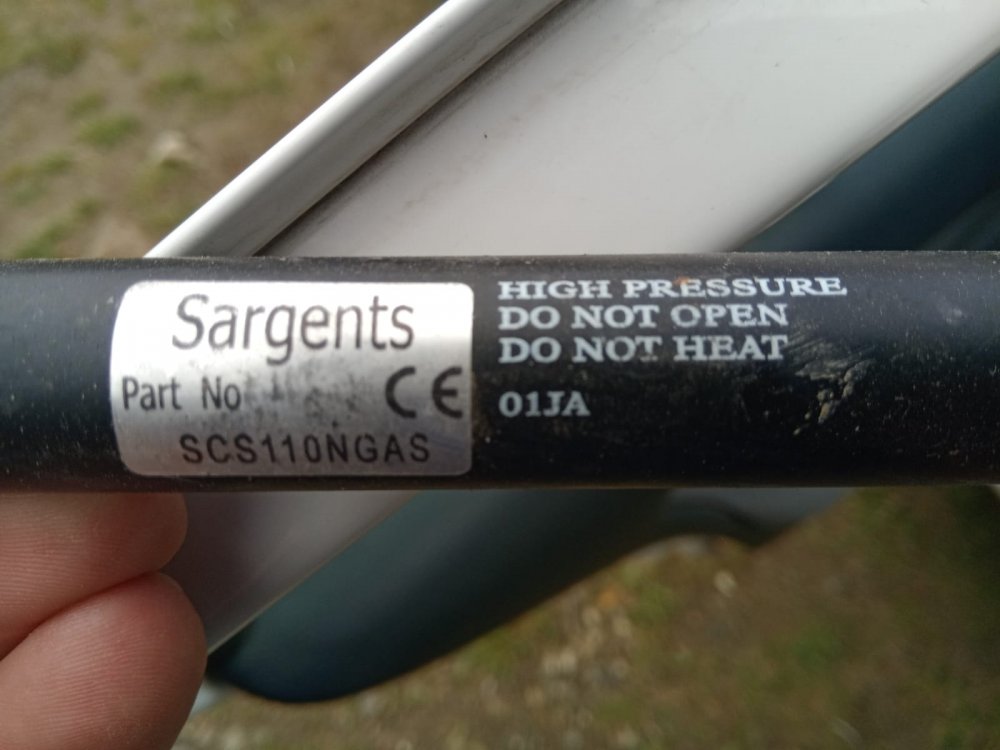 Sargents
Part No CE
SCS110NGAS
HIGH PRESSURE
DO NOT OPEN
DO NOT HEAT
01JA